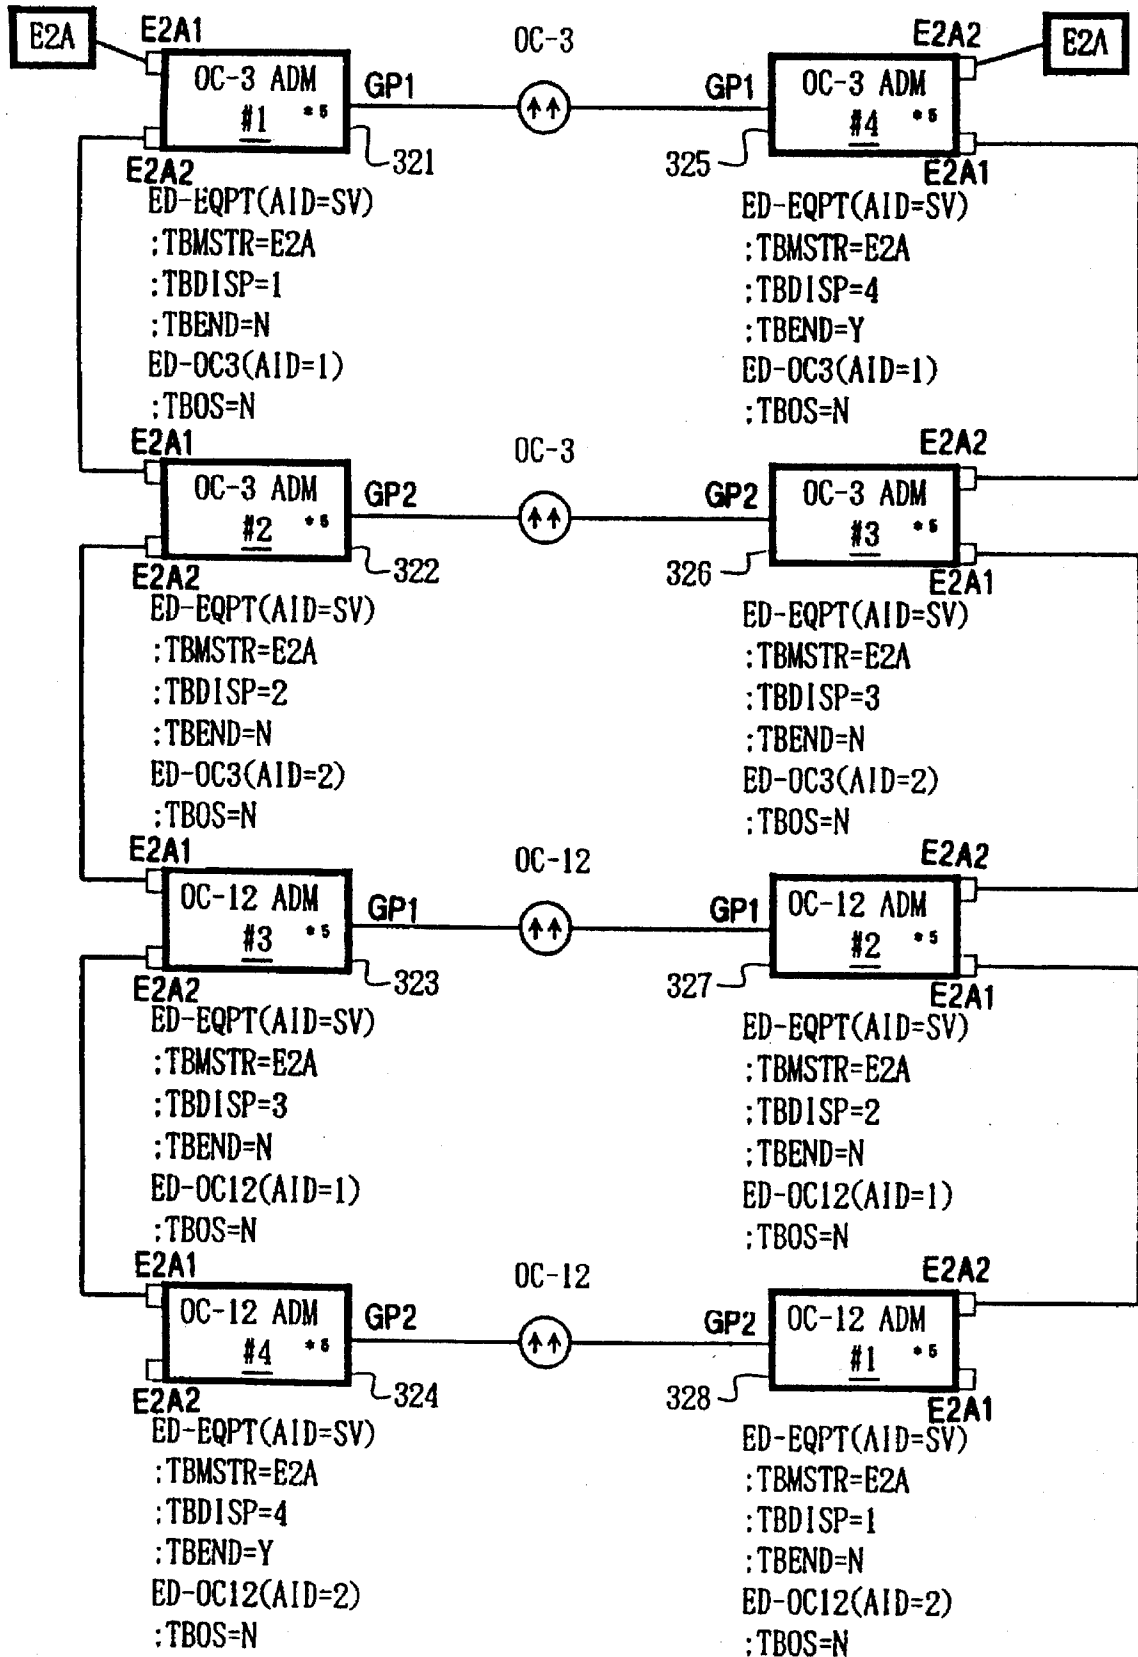 E2A
E2A1
OC-3
E2A2
E2A
OC-3 ADM
#1 *5
GP1
GP1
OC-3 ADM
#4 *5
E2A2
321
325
E2A1
ED-EQPT(AID=SV)
:TBMSTR=E2A
:TBDISP=1
:TBEND=N
ED-OC3(AID=1)
:TBOS=N
ED-EQPT(AID=SV)
:TBMSTR=E2A
:TBDISP=4
:TBEND=Y
ED-OC3(AID=1)
:TBOS=N
E2A1
OC-3
E2A2
OC-3 ADM
#2 *5
GP2
GP2
OC-3 ADM
#3 *5
E2A2
322
326
E2A1
ED-EQPT(AID=SV)
:TBMSTR=E2A
:TBDISP=2
:TBEND=N
ED-OC3(AID=2)
:TBOS=N
ED-EQPT(AID=SV)
:TBMSTR=E2A
:TBDISP=3
:TBEND=N
ED-OC3(AID=2)
:TBOS=N
E2A1
OC-12
E2A2
OC-12 ADM
#3 *5
GP1
GP1
OC-12 ADM
#2 *5
E2A2
323
327
E2A1
ED-EQPT(AID=SV)
:TBMSTR=E2A
:TBDISP=3
:TBEND=N
ED-OC12(AID=1)
:TBOS=N
ED-EQPT(AID=SV)
:TBMSTR=E2A
:TBDISP=2
:TBEND=N
ED-OC12(AID=1)
:TBOS=N
E2A1
OC-12
E2A2
OC-12 ADM
#4 *5
GP2
GP2
OC-12 ADM
#1 *5
E2A2
324
328
E2A1
ED-EQPT(AID=SV)
:TBMSTR=E2A
:TBDISP=4
:TBEND=Y
ED-OC12(AID=2)
:TBOS=N
ED-EQPT(AID=SV)
:TBMSTR=E2A
:TBDISP=1
:TBEND=N
ED-OC12(AID=2)
:TBOS=N